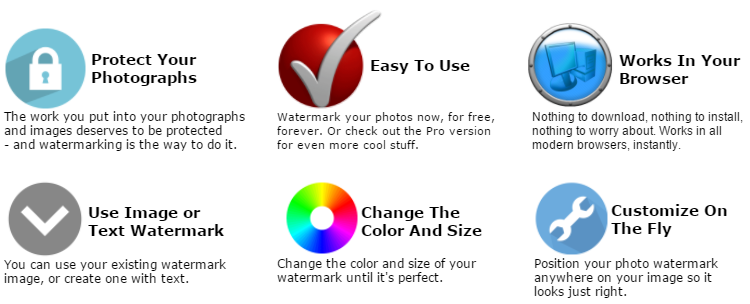 Protect Your
Photographs
The work you put into your photographs
and images deserves to be protected
- and watermarking is the way to do it.
Easy To Use
Watermark your photos now, for free,
forever. Or check out the Pro version
for even more cool stuff.
Works In Your
Browser
Nothing to download, nothing to install,
nothing to worry about. Works in all
modern browsers, instantly.
Use Image or
Text Watermark
You can use your existing watermark
image, or create one with text.
Change The
Color And Size
Change the color and size of your
watermark until it's perfect.
Customize On
The Fly
Position your photo watermark
anywhere on your image so it
looks just right.